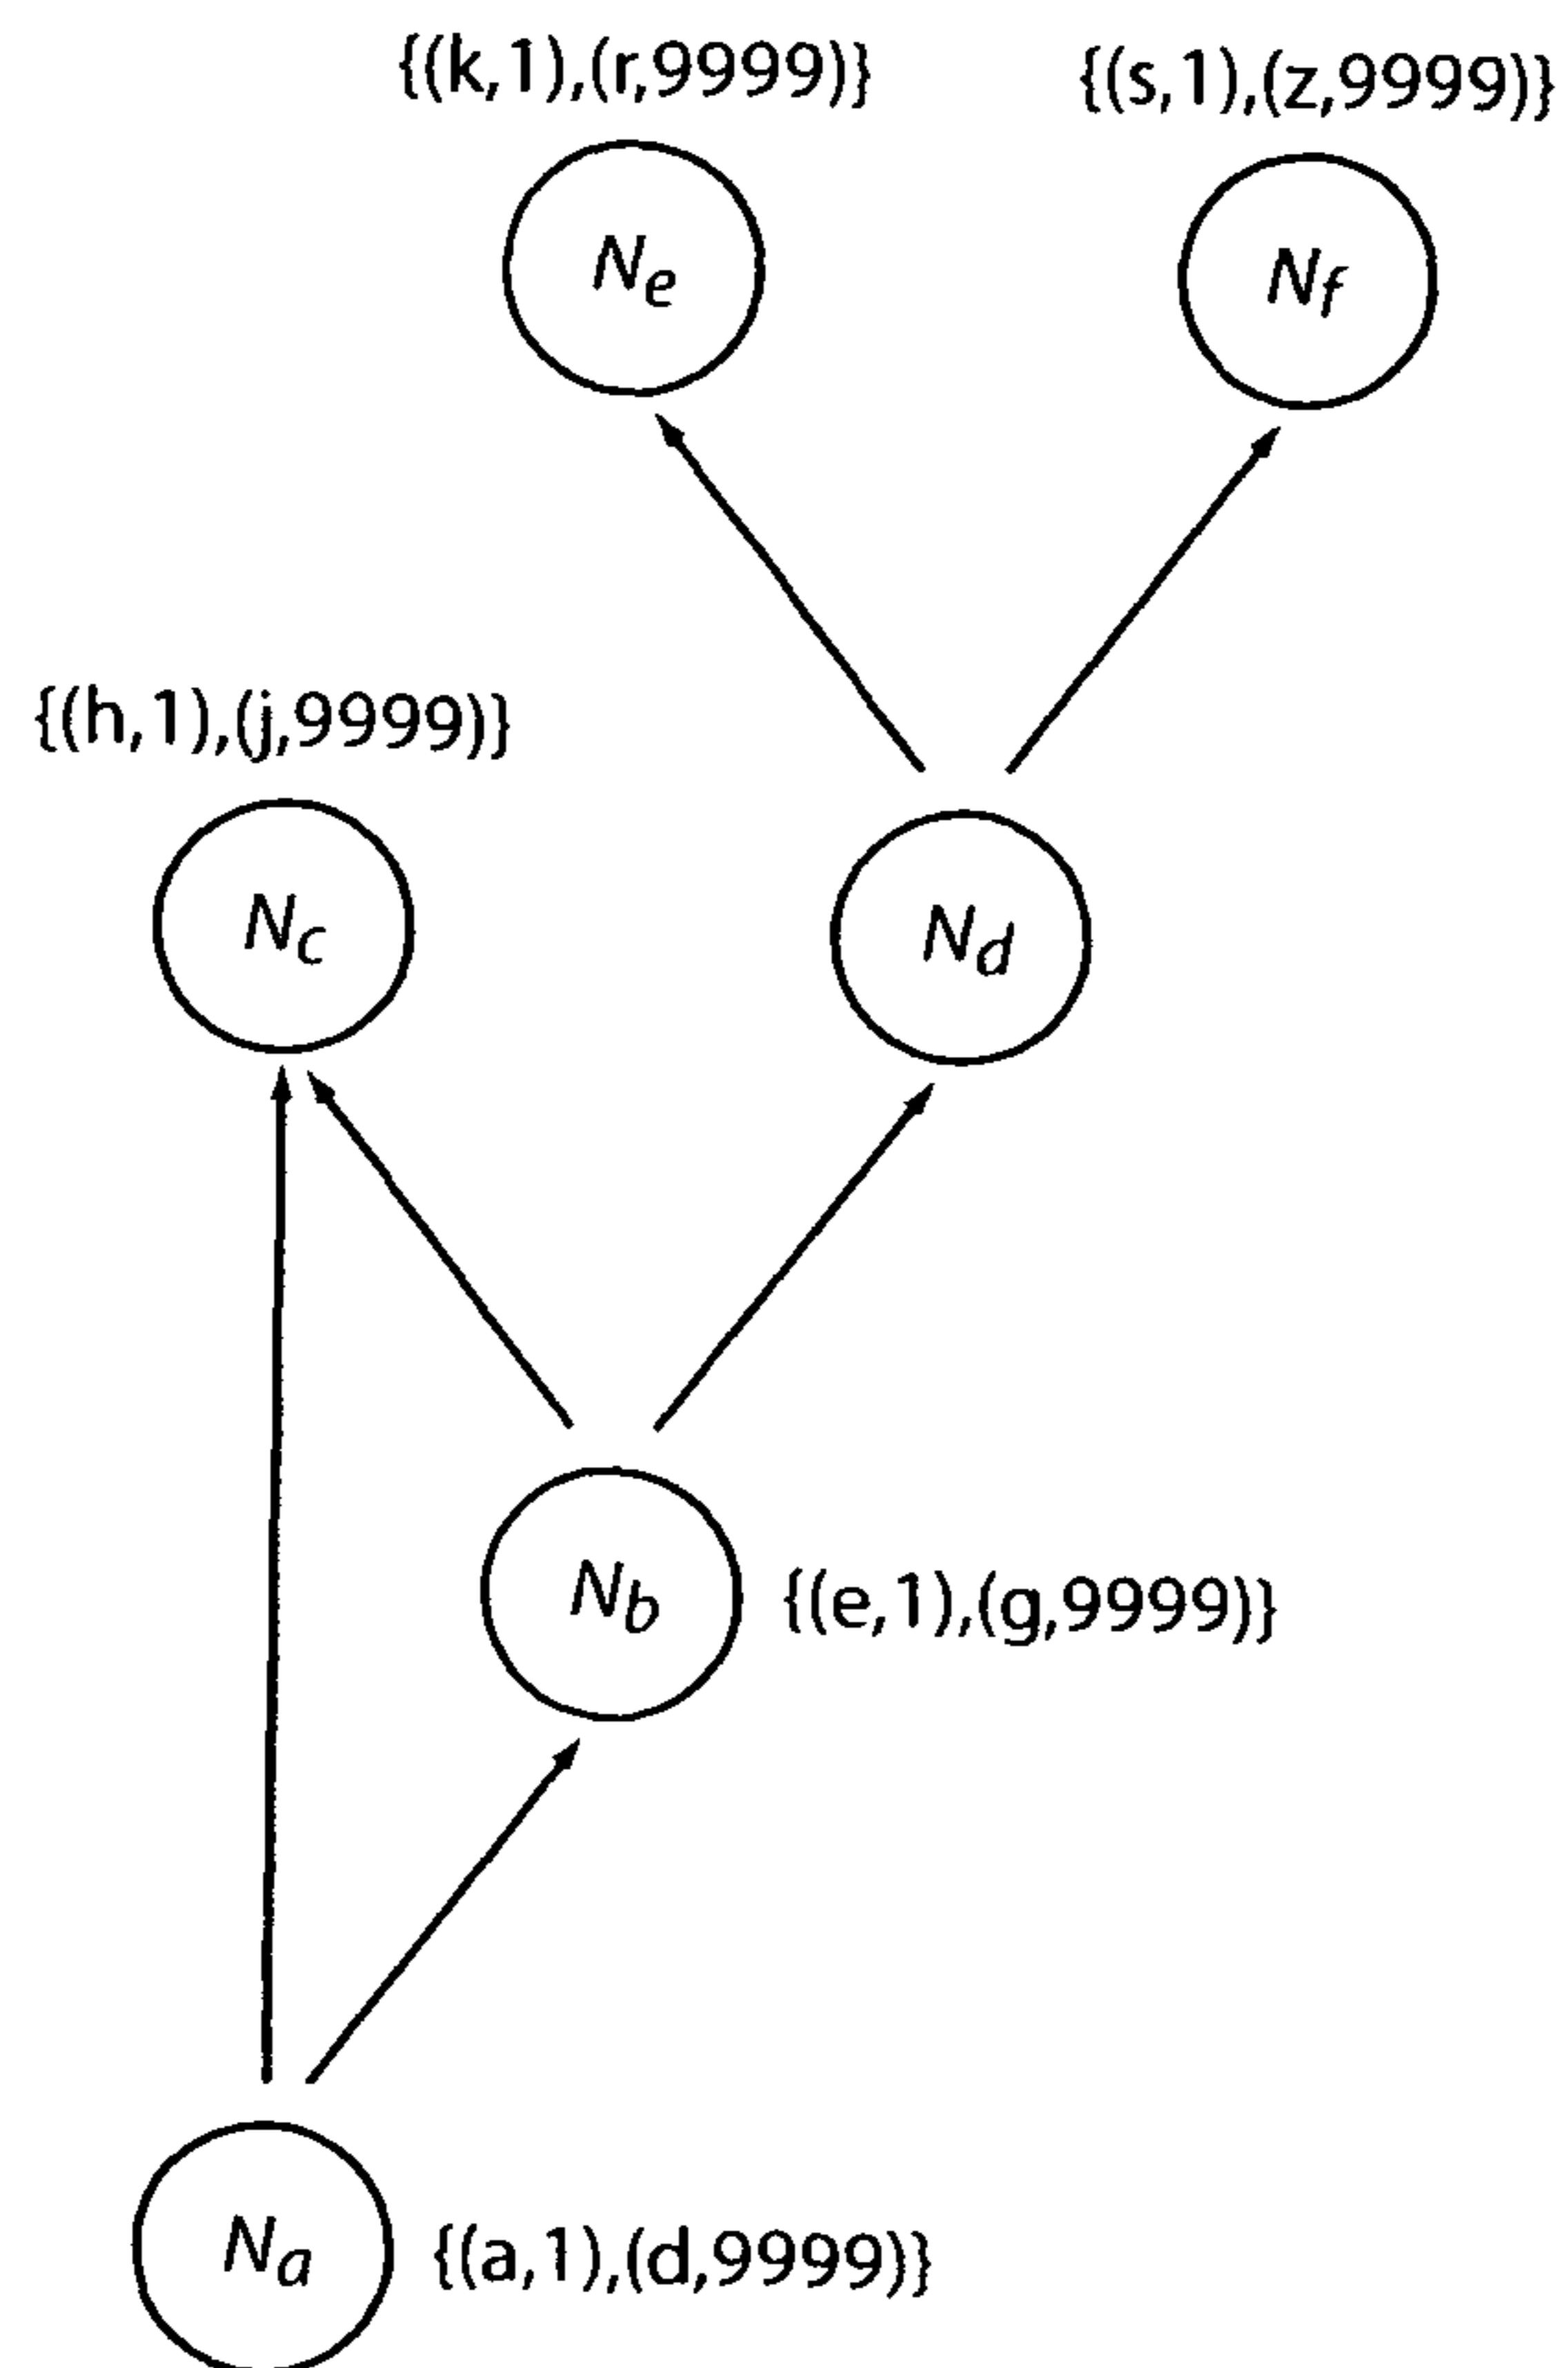 {(k,1),(r,9999)}
{(s,1),(z,9999)}
Ne
Nf
{(h,1),(j,9999)}
Nc
Nd
Nb
{(e,1),(g,9999)}
Na
{(a,1),(d,9999)}